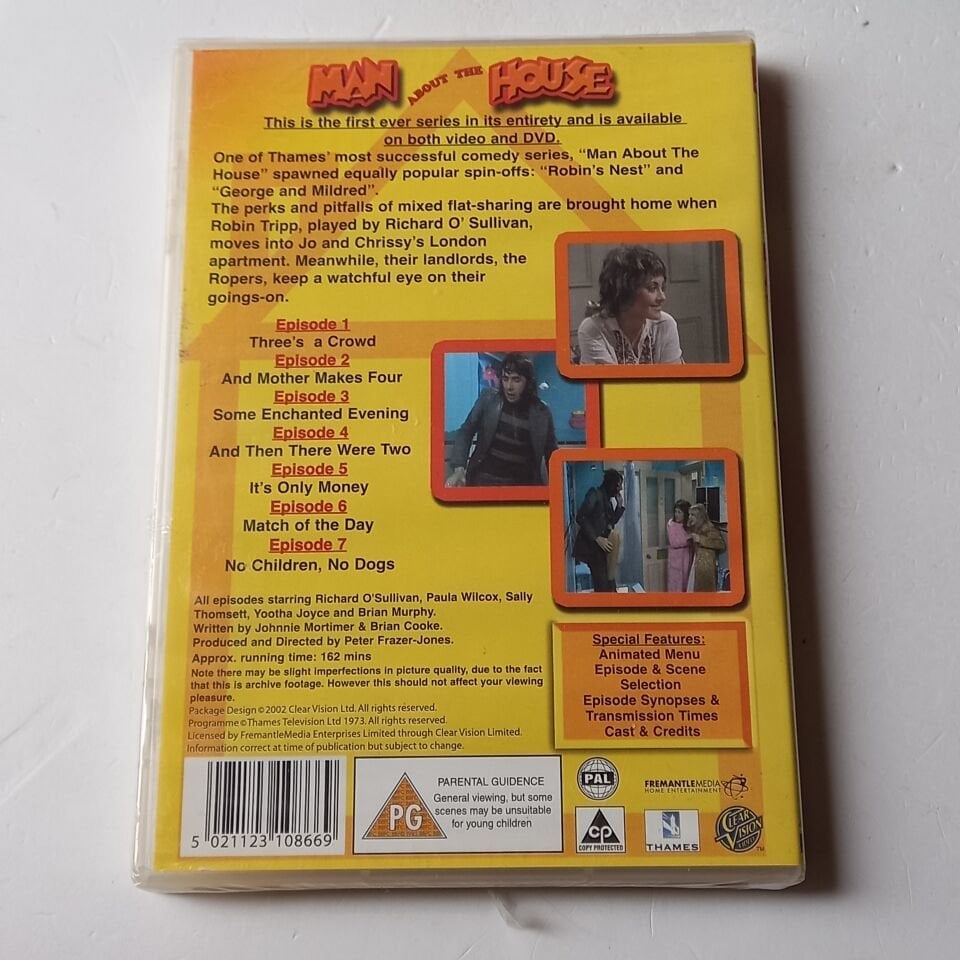 MAN ABOUT THE HOUSE
This is the first ever series in its entirety and is available
on both video and DVD.
One of Thames' most successful comedy series, "Man About The
House" spawned equally popular spin-offs: "Robin's Nest" and
"George and Mildred".
The perks and pitfalls of mixed flat-sharing are brought home when
Robin Tripp, played by Richard O' Sullivan,
moves into Jo and Chrissy's London
apartment. Meanwhile, their landlords, the
Ropers, keep a watchful eye on their
goings-on.
Episode 1
Three's a Crowd
Episode 2
And Mother Makes Four
Episode 3
Some Enchanted Evening
Episode 4
And Then There Were Two
Episode 5
It's Only Money
Episode 6
Match of the Day
Episode 7
No Children, No Dogs
All episodes starring Richard O'Sullivan, Paula Wilcox, Sally
Thomsett, Yootha Joyce and Brian Murphy.
Written by Johnnie Mortimer & Brian Cooke.
Produced and Directed by Peter Frazer-Jones.
Approx. running time: 162 mins
Note there may be slight imperfections in picture quality, due to the fact
that this is archive footage. However this should not affect your viewing
pleasure.
Package Design © 2002 Clear Vision Ltd. All rights reserved.
Programme © Thames Television Ltd 1973. All rights reserved.
Licensed by FremantleMedia Enterprises Limited through Clear Vision Limited.
Information correct at time of publication but subject to change.
Special Features:
Animated Menu
Episode & Scene
Selection
Episode Synopses &
Transmission Times
Cast & Credits
5 021123 108669
PG
PARENTAL GUIDENCE
General viewing, but some
scenes may be unsuitable
for young children
PAL
CP
COPY PROTECTED
FREMANTLEMEDIA
HOME ENTERTAINMENT
THAMES
CLEAR
VISION
TM